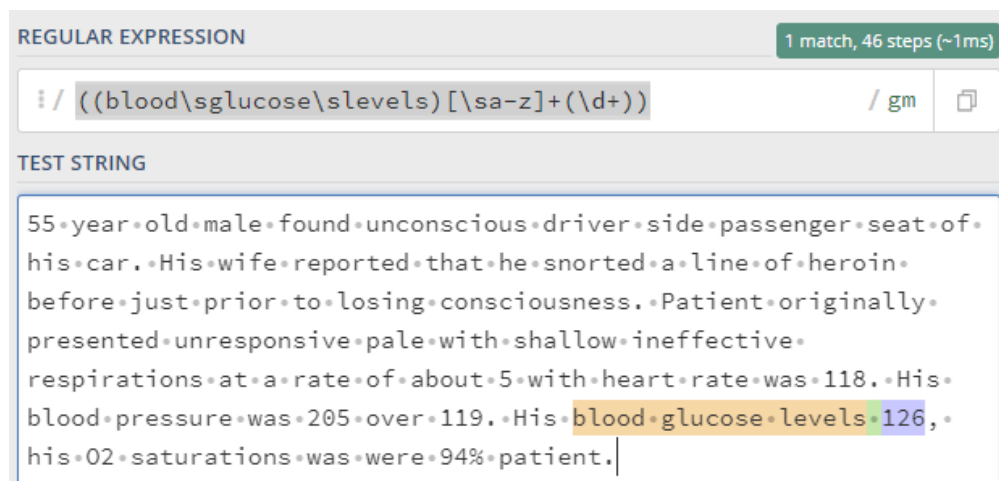 REGULAR EXPRESSION
1 match, 46 steps (~1ms)
/ ((blood\sglucose\slevels)[\sa-z]+(\d+)) / gm
TEST STRING
55·year·old·male·found·unconscious·driver·side·passenger·seat·of·
his·car.·His·wife·reported·that·he·snorted·a·line·of·heroin·
before·just·prior·to·losing·consciousness.·Patient·originally·
presented·unresponsive·pale·with·shallow·ineffective·
respirations·at·a·rate·of·about·5·with·heart·rate·was·118.·His·
blood·pressure·was·205·over·119.·His·blood·glucose·levels·126,·
his·O2·saturations·was·were·94%·patient.